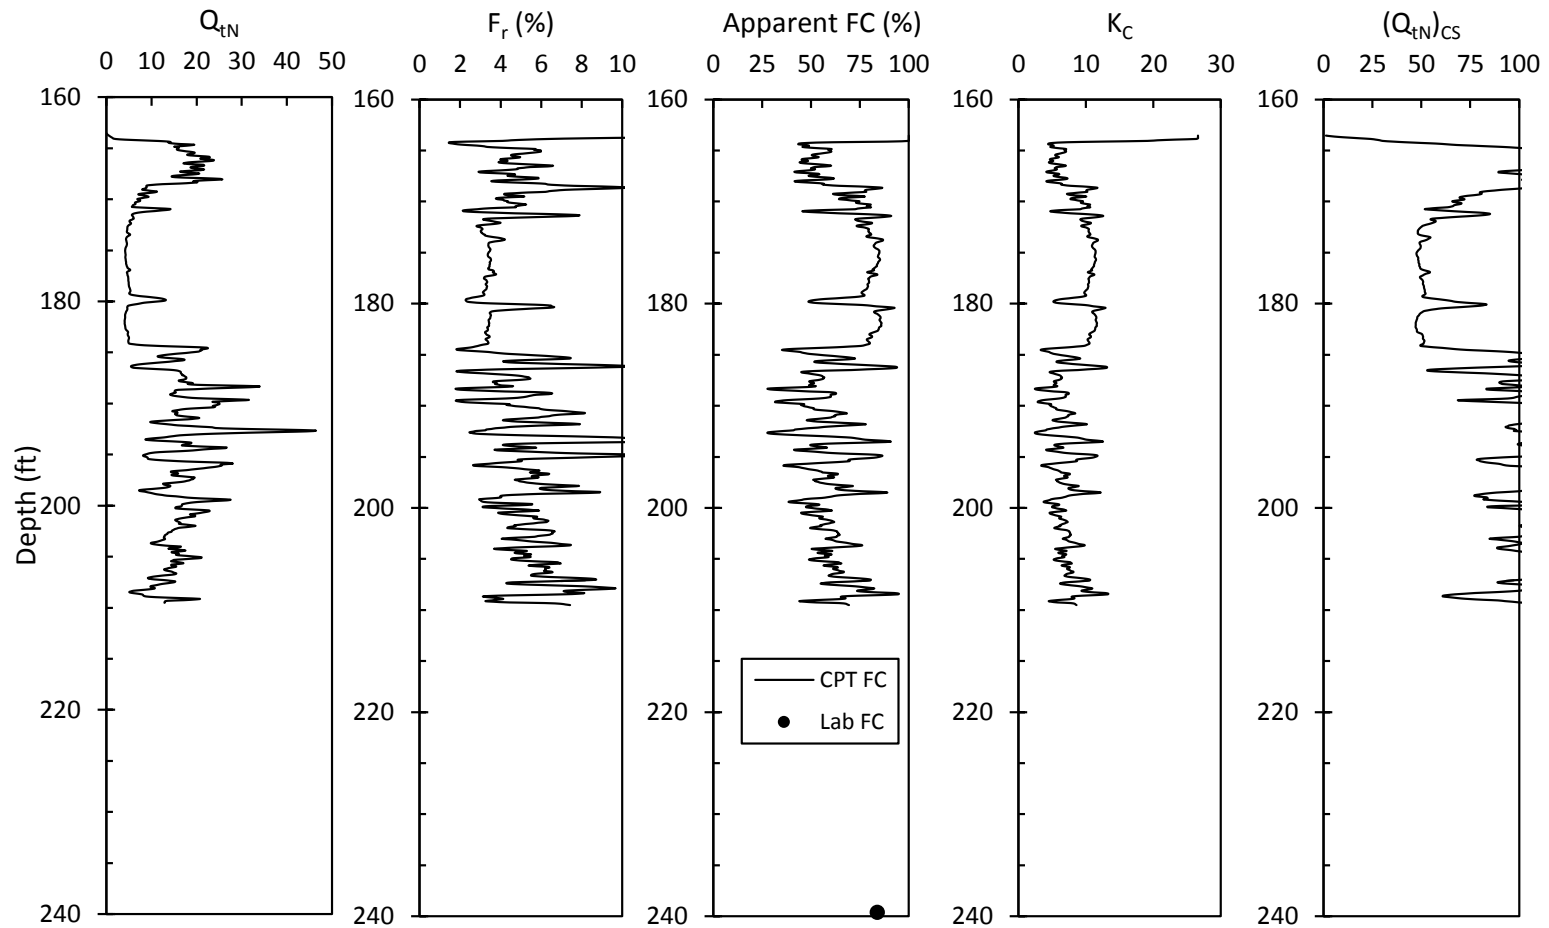 Q_tN
F_r (%)
Apparent FC (%)
K_C
(Q_tN)_CS
0 10 20 30 40 50
0 2 4 6 8 10
0 25 50 75 100
0 10 20 30
0 25 50 75 100
160 160 160 160 160
180 180 180 180 180
200 200 200 200 200
220 220 220 220 220
240 240 240 240 240
Depth (ft)
CPT FC
Lab FC